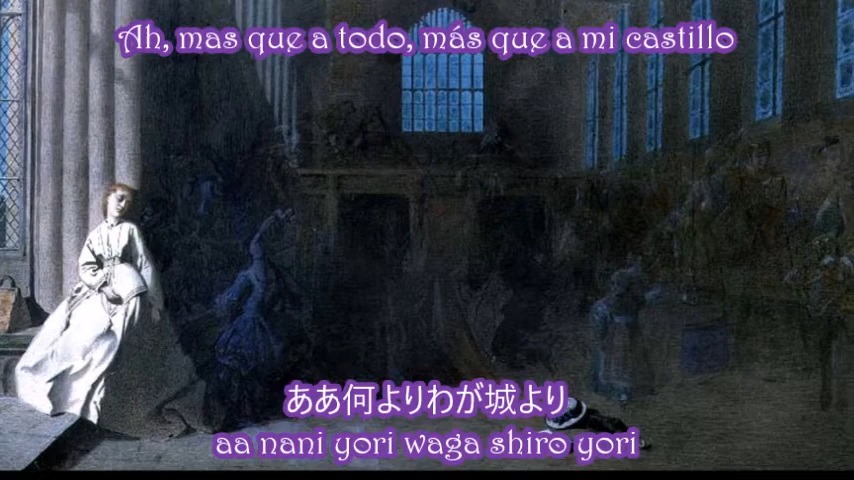 Ah, mas que a todo, más que a mi castillo
ああ何よりわが城より
aa nani yori waga shiro yori